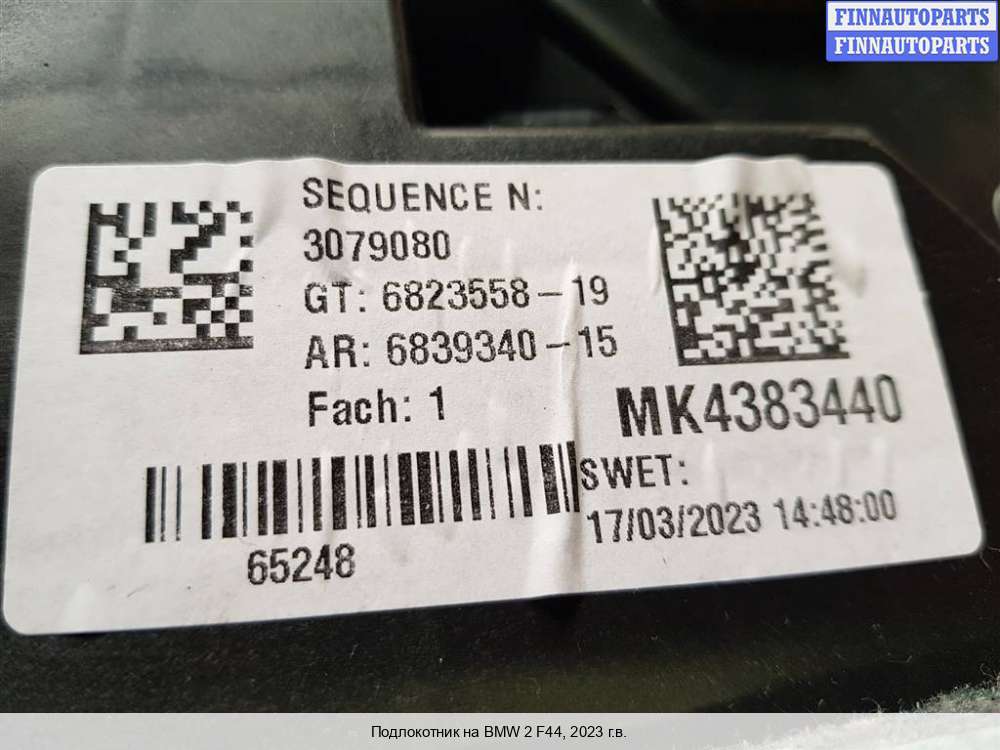 FINNAUTOPARTS
FINNAUTOPARTS
SEQUENCE N:
3079080
GT: 6823558-19
AR: 6839340-15
Fach: 1
MK4383440
SWET:
17/03/2023 14:48:00
65248
Подлокотник на BMW 2 F44, 2023 г.в.